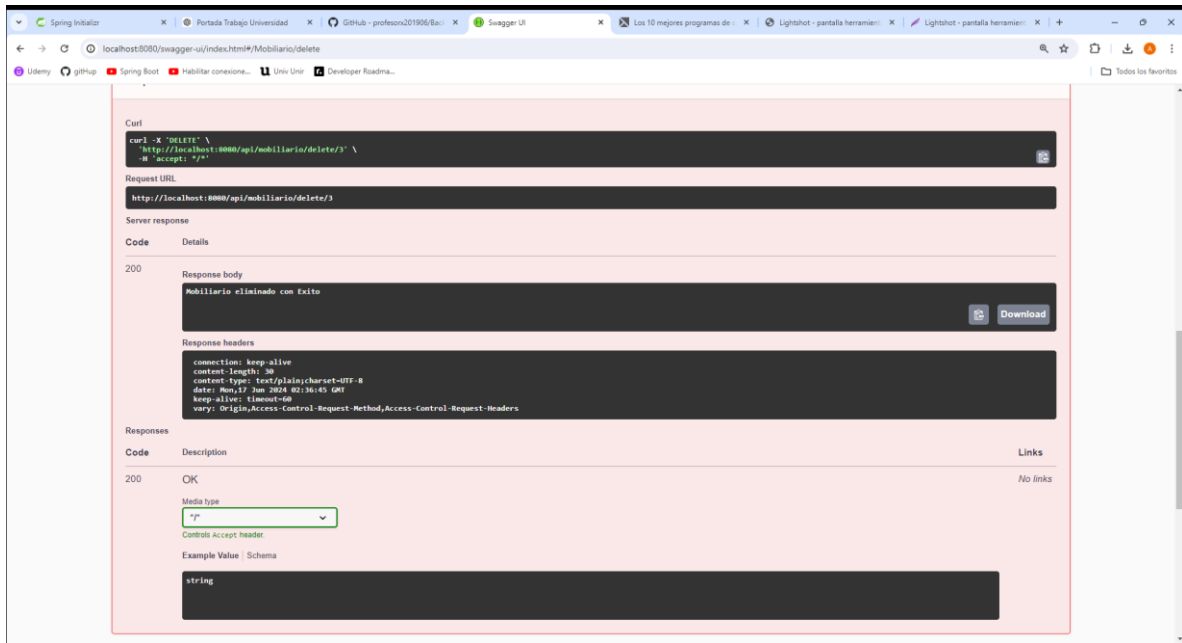 Spring Initializr
Portada Trabajo Universidad
GitHub - profesorx201906/Back
Swagger UI
Los 10 mejores programas de c
Lightshot - pantalla herramient
Lightshot - pantalla herramient
localhost:8080/swagger-ui/index.html#/Mobiliario/delete
Udemy
gitHup
Spring Boot
Habilitar conexione...
Univ Unir
Developer Roadma...
Todos los favoritos
Curl
curl -X 'DELETE' \
'http://localhost:8080/api/mobiliario/delete/3' \
-H 'accept: */*'
Request URL
http://localhost:8080/api/mobiliario/delete/3
Server response
Code Details
200
Response body
Mobiliario eliminado con Exito
Download
Response headers
connection: keep-alive
content-length: 30
content-type: text/plain;charset=UTF-8
date: Mon,17 Jun 2024 02:36:45 GMT
keep-alive: timeout=60
vary: Origin,Access-Control-Request-Method,Access-Control-Request-Headers
Responses
Code Description Links
200 OK No links
Media type
*/*
Controls Accept header.
Example Value Schema
string